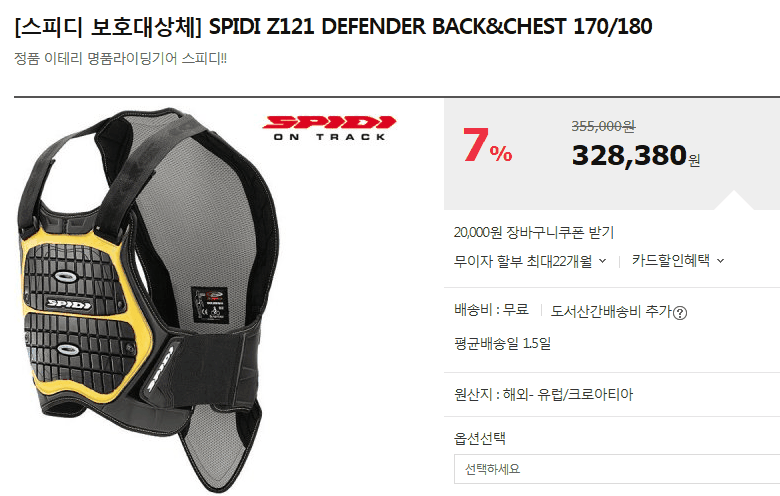 [스피디 보호대상체] SPIDI Z121 DEFENDER BACK&CHEST 170/180
정품 이테리 명품라이딩기어 스피디!!
SPIDI
ON TRACK
7%
355,000원
328,380원
20,000원 장바구니쿠폰 받기
무이자 할부 최대22개월
카드할인혜택
배송비 : 무료
도서산간배송비 추가?
평균배송일 1.5일
원산지 : 해외- 유럽/크로아티아
옵션선택
선택하세요
SPIDI
SPIDI